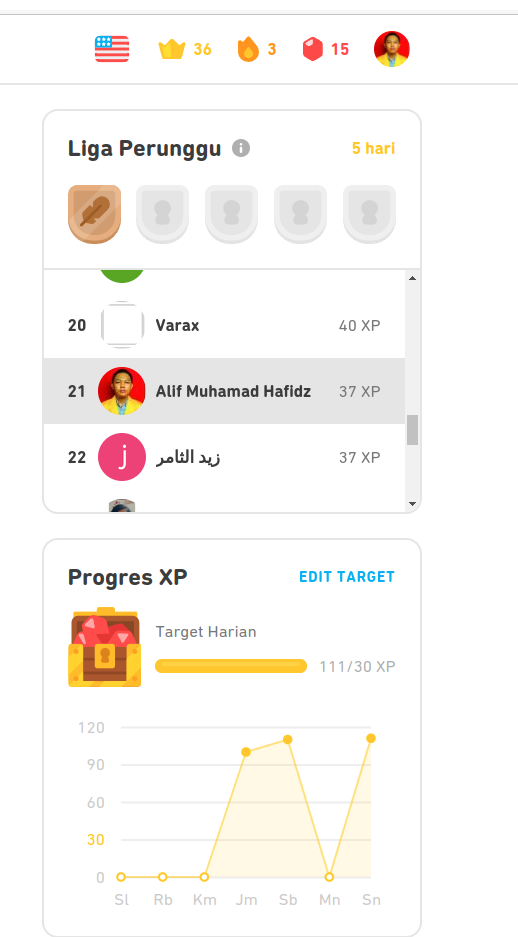 36 3 15
Liga Perunggu 5 hari
20 Varax 40 XP
21 Alif Muhamad Hafidz 37 XP
22 زيد الثامر 37 XP
j
Progres XP EDIT TARGET
Target Harian
111/30 XP
120
90
60
30
0
Sl Rb Km Jm Sb Mn Sn